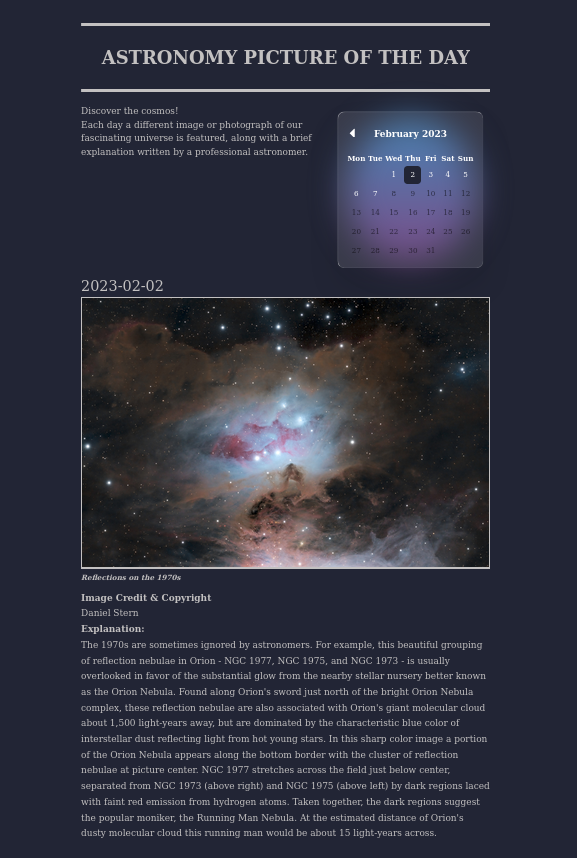 ASTRONOMY PICTURE OF THE DAY
Discover the cosmos!
Each day a different image or photograph of our
fascinating universe is featured, along with a brief
explanation written by a professional astronomer.
February 2023
Mon Tue Wed Thu Fri Sat Sun
1 2 3 4 5
6 7 8 9 10 11 12
13 14 15 16 17 18 19
20 21 22 23 24 25 26
27 28 29 30 31
2023-02-02
Reflections on the 1970s
Image Credit & Copyright
Daniel Stern
Explanation:
The 1970s are sometimes ignored by astronomers. For example, this beautiful grouping
of reflection nebulae in Orion - NGC 1977, NGC 1975, and NGC 1973 - is usually
overlooked in favor of the substantial glow from the nearby stellar nursery better known
as the Orion Nebula. Found along Orion's sword just north of the bright Orion Nebula
complex, these reflection nebulae are also associated with Orion's giant molecular cloud
about 1,500 light-years away, but are dominated by the characteristic blue color of
interstellar dust reflecting light from hot young stars. In this sharp color image a portion
of the Orion Nebula appears along the bottom border with the cluster of reflection
nebulae at picture center. NGC 1977 stretches across the field just below center,
separated from NGC 1973 (above right) and NGC 1975 (above left) by dark regions laced
with faint red emission from hydrogen atoms. Taken together, the dark regions suggest
the popular moniker, the Running Man Nebula. At the estimated distance of Orion's
dusty molecular cloud this running man would be about 15 light-years across.